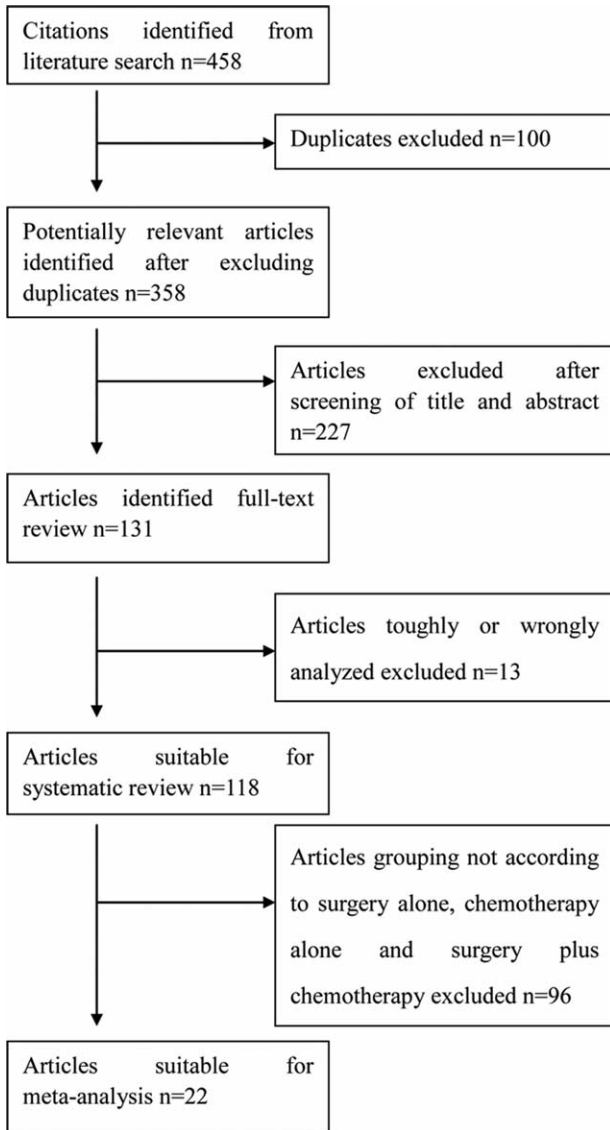 Citations identified from
literature search n=458
Duplicates excluded n=100
Potentially relevant articles
identified after excluding
duplicates n=358
Articles excluded after
screening of title and abstract
n=227
Articles identified full-text
review n=131
Articles toughly or wrongly
analyzed excluded n=13
Articles suitable for
systematic review n=118
Articles grouping not according
to surgery alone, chemotherapy
alone and surgery plus
chemotherapy excluded n=96
Articles suitable for
meta-analysis n=22